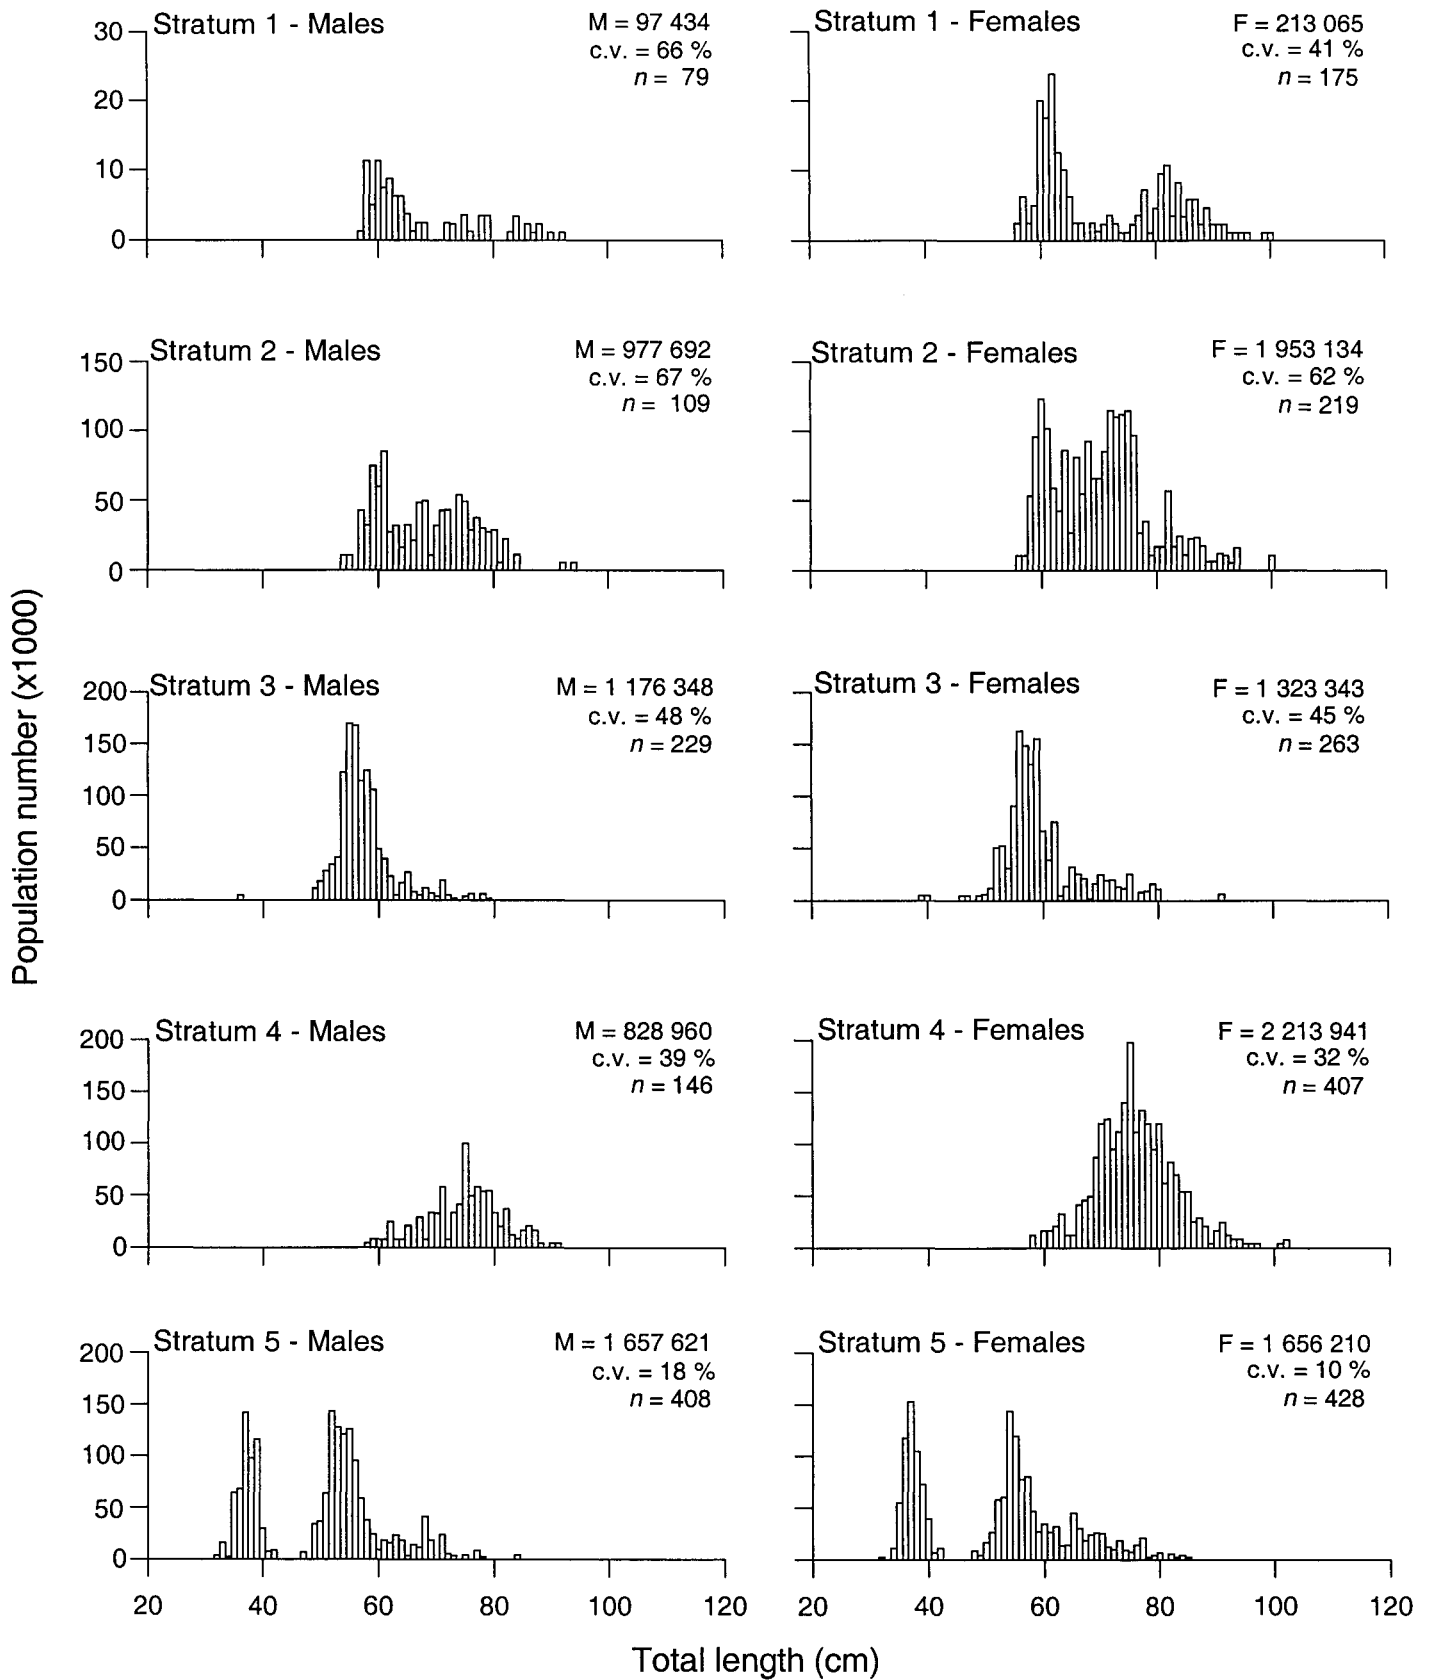 Stratum 1 - Males
M = 97 434
c.v. = 66 %
n = 79
30
20
10
0
Stratum 1 - Females
F = 213 065
c.v. = 41 %
n = 175
Stratum 2 - Males
M = 977 692
c.v. = 67 %
n = 109
150
100
50
0
Stratum 2 - Females
F = 1 953 134
c.v. = 62 %
n = 219
Population number (x1000)
Stratum 3 - Males
M = 1 176 348
c.v. = 48 %
n = 229
200
150
100
50
0
Stratum 3 - Females
F = 1 323 343
c.v. = 45 %
n = 263
Stratum 4 - Males
M = 828 960
c.v. = 39 %
n = 146
200
150
100
50
0
Stratum 4 - Females
F = 2 213 941
c.v. = 32 %
n = 407
Stratum 5 - Males
M = 1 657 621
c.v. = 18 %
n = 408
200
150
100
50
0
Stratum 5 - Females
F = 1 656 210
c.v. = 10 %
n = 428
20 40 60 80 100 120
20 40 60 80 100 120
Total length (cm)